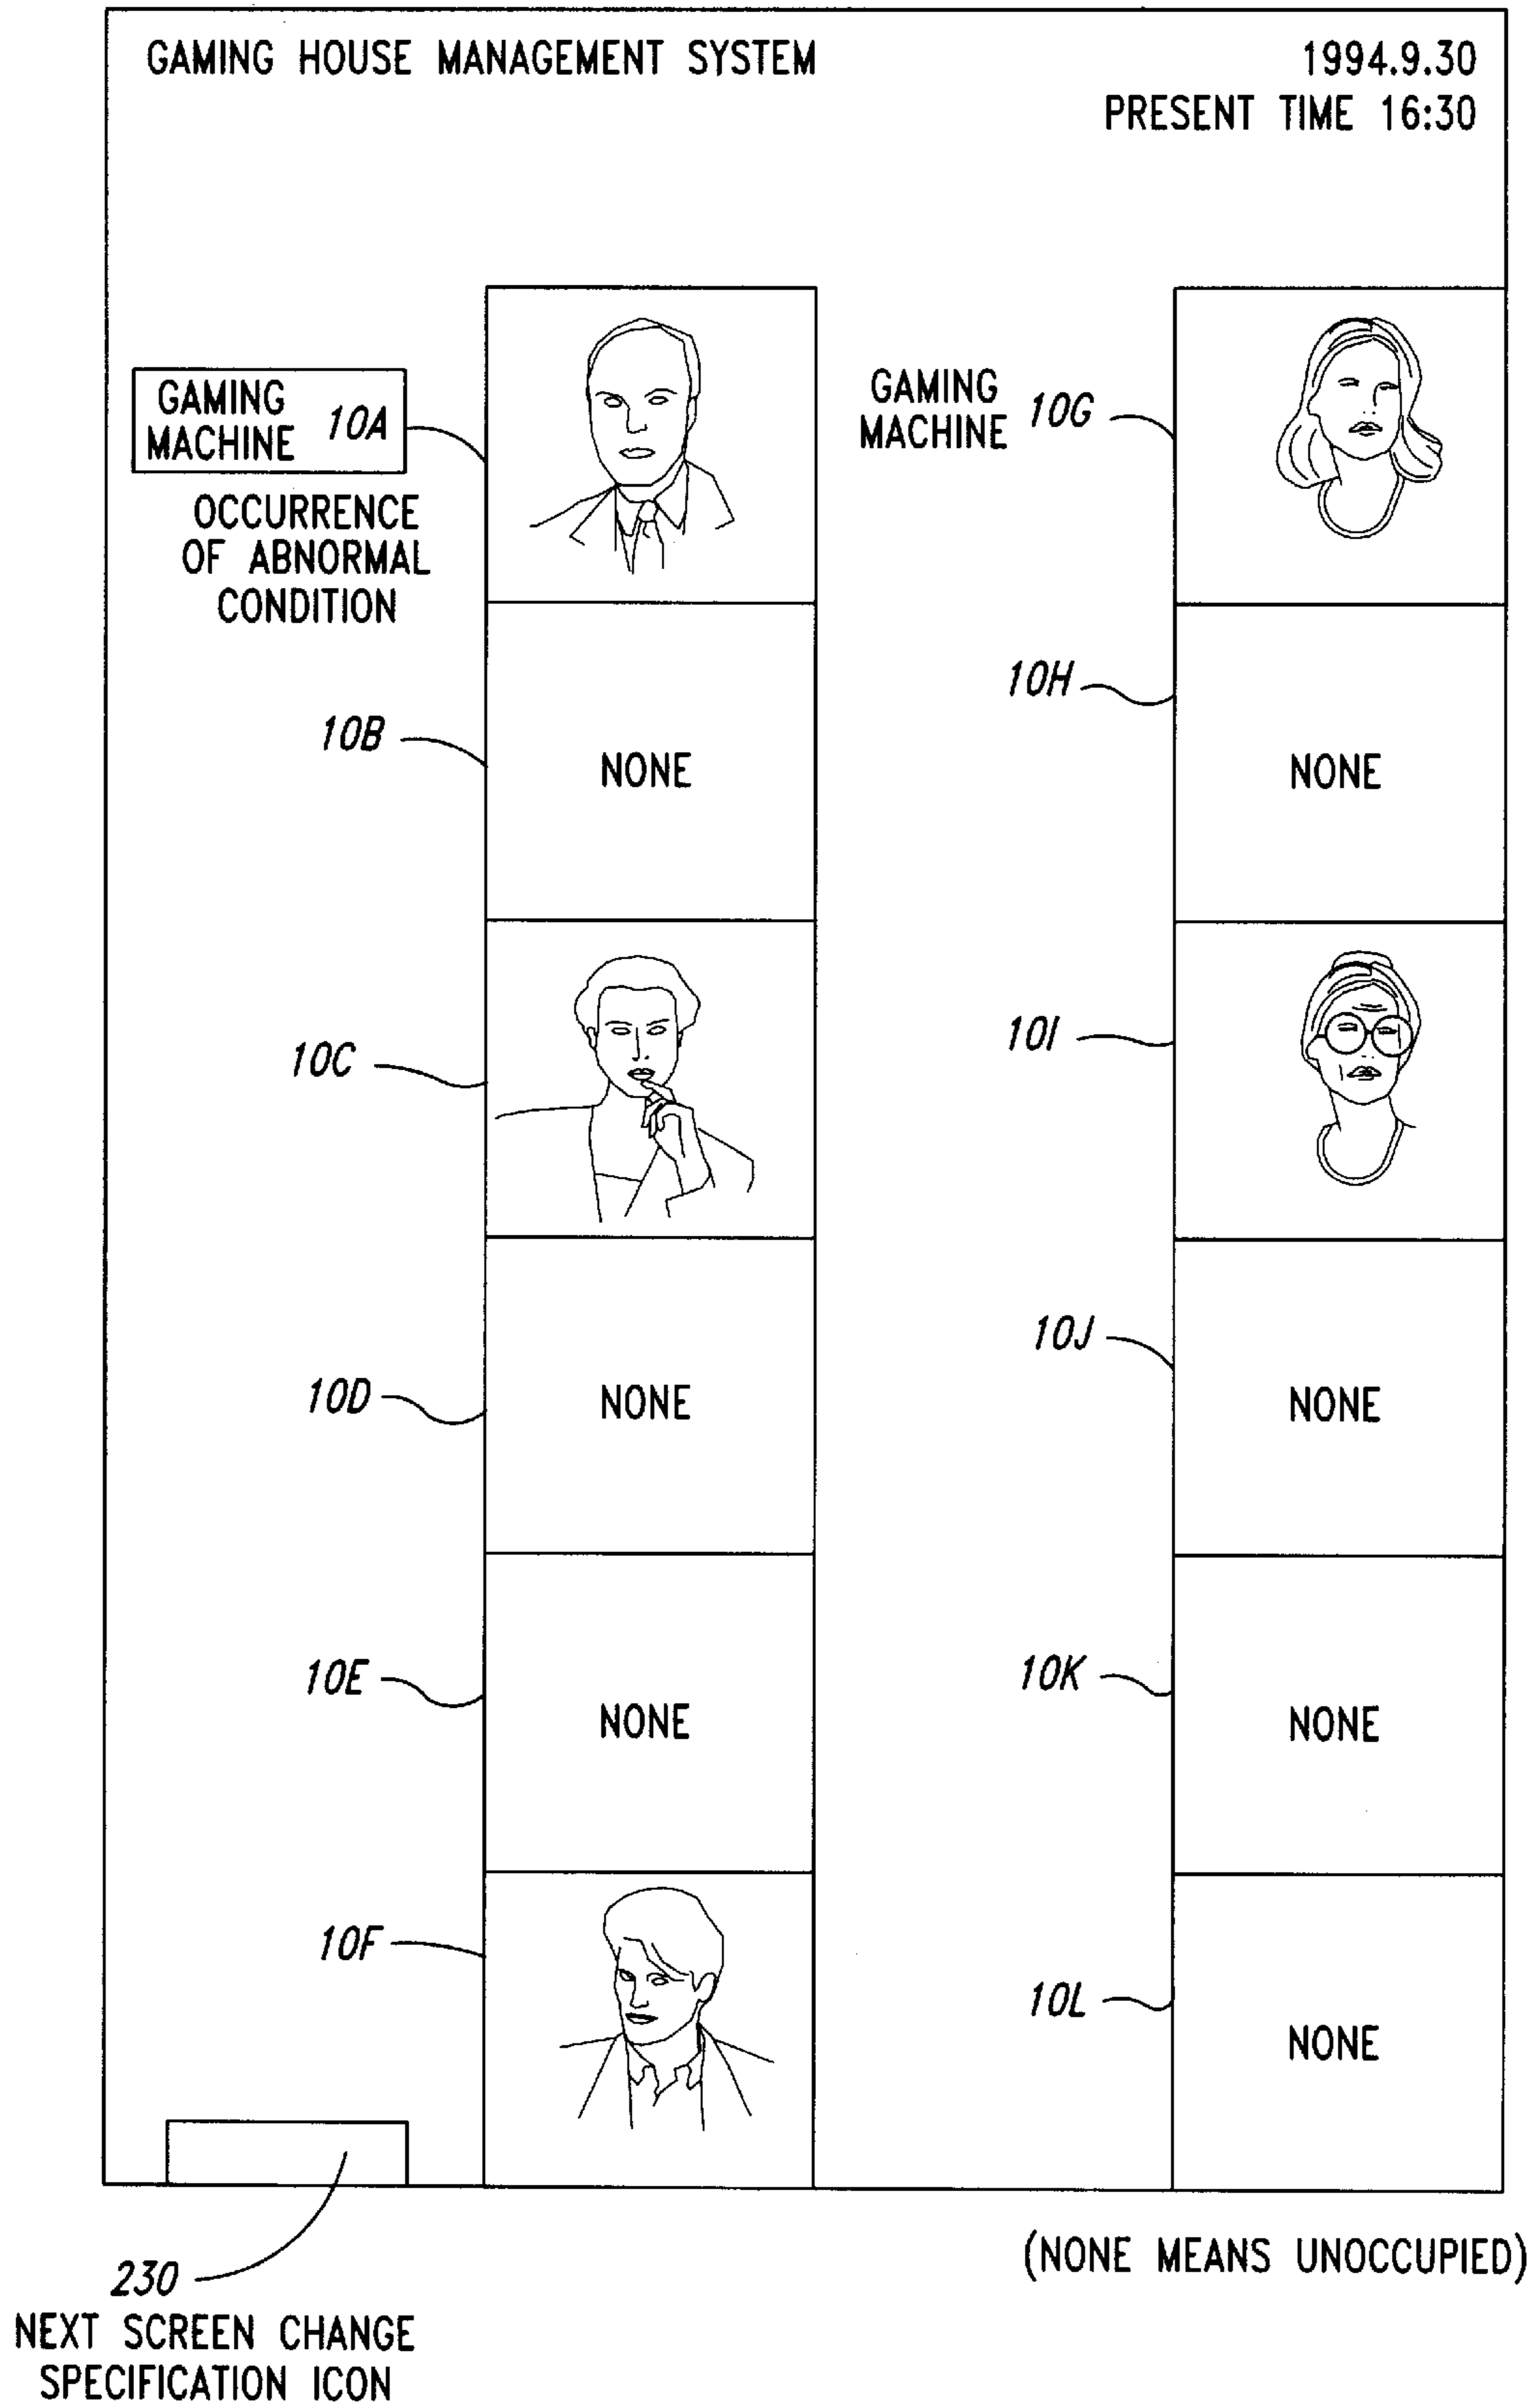 GAMING HOUSE MANAGEMENT SYSTEM
1994.9.30
PRESENT TIME 16:30
GAMING
MACHINE 10A
OCCURRENCE
OF ABNORMAL
CONDITION
GAMING
MACHINE 10G
10B
NONE
10H
NONE
10C
10I
10D
NONE
10J
NONE
10E
NONE
10K
NONE
10F
10L
NONE
230
NEXT SCREEN CHANGE
SPECIFICATION ICON
(NONE MEANS UNOCCUPIED)